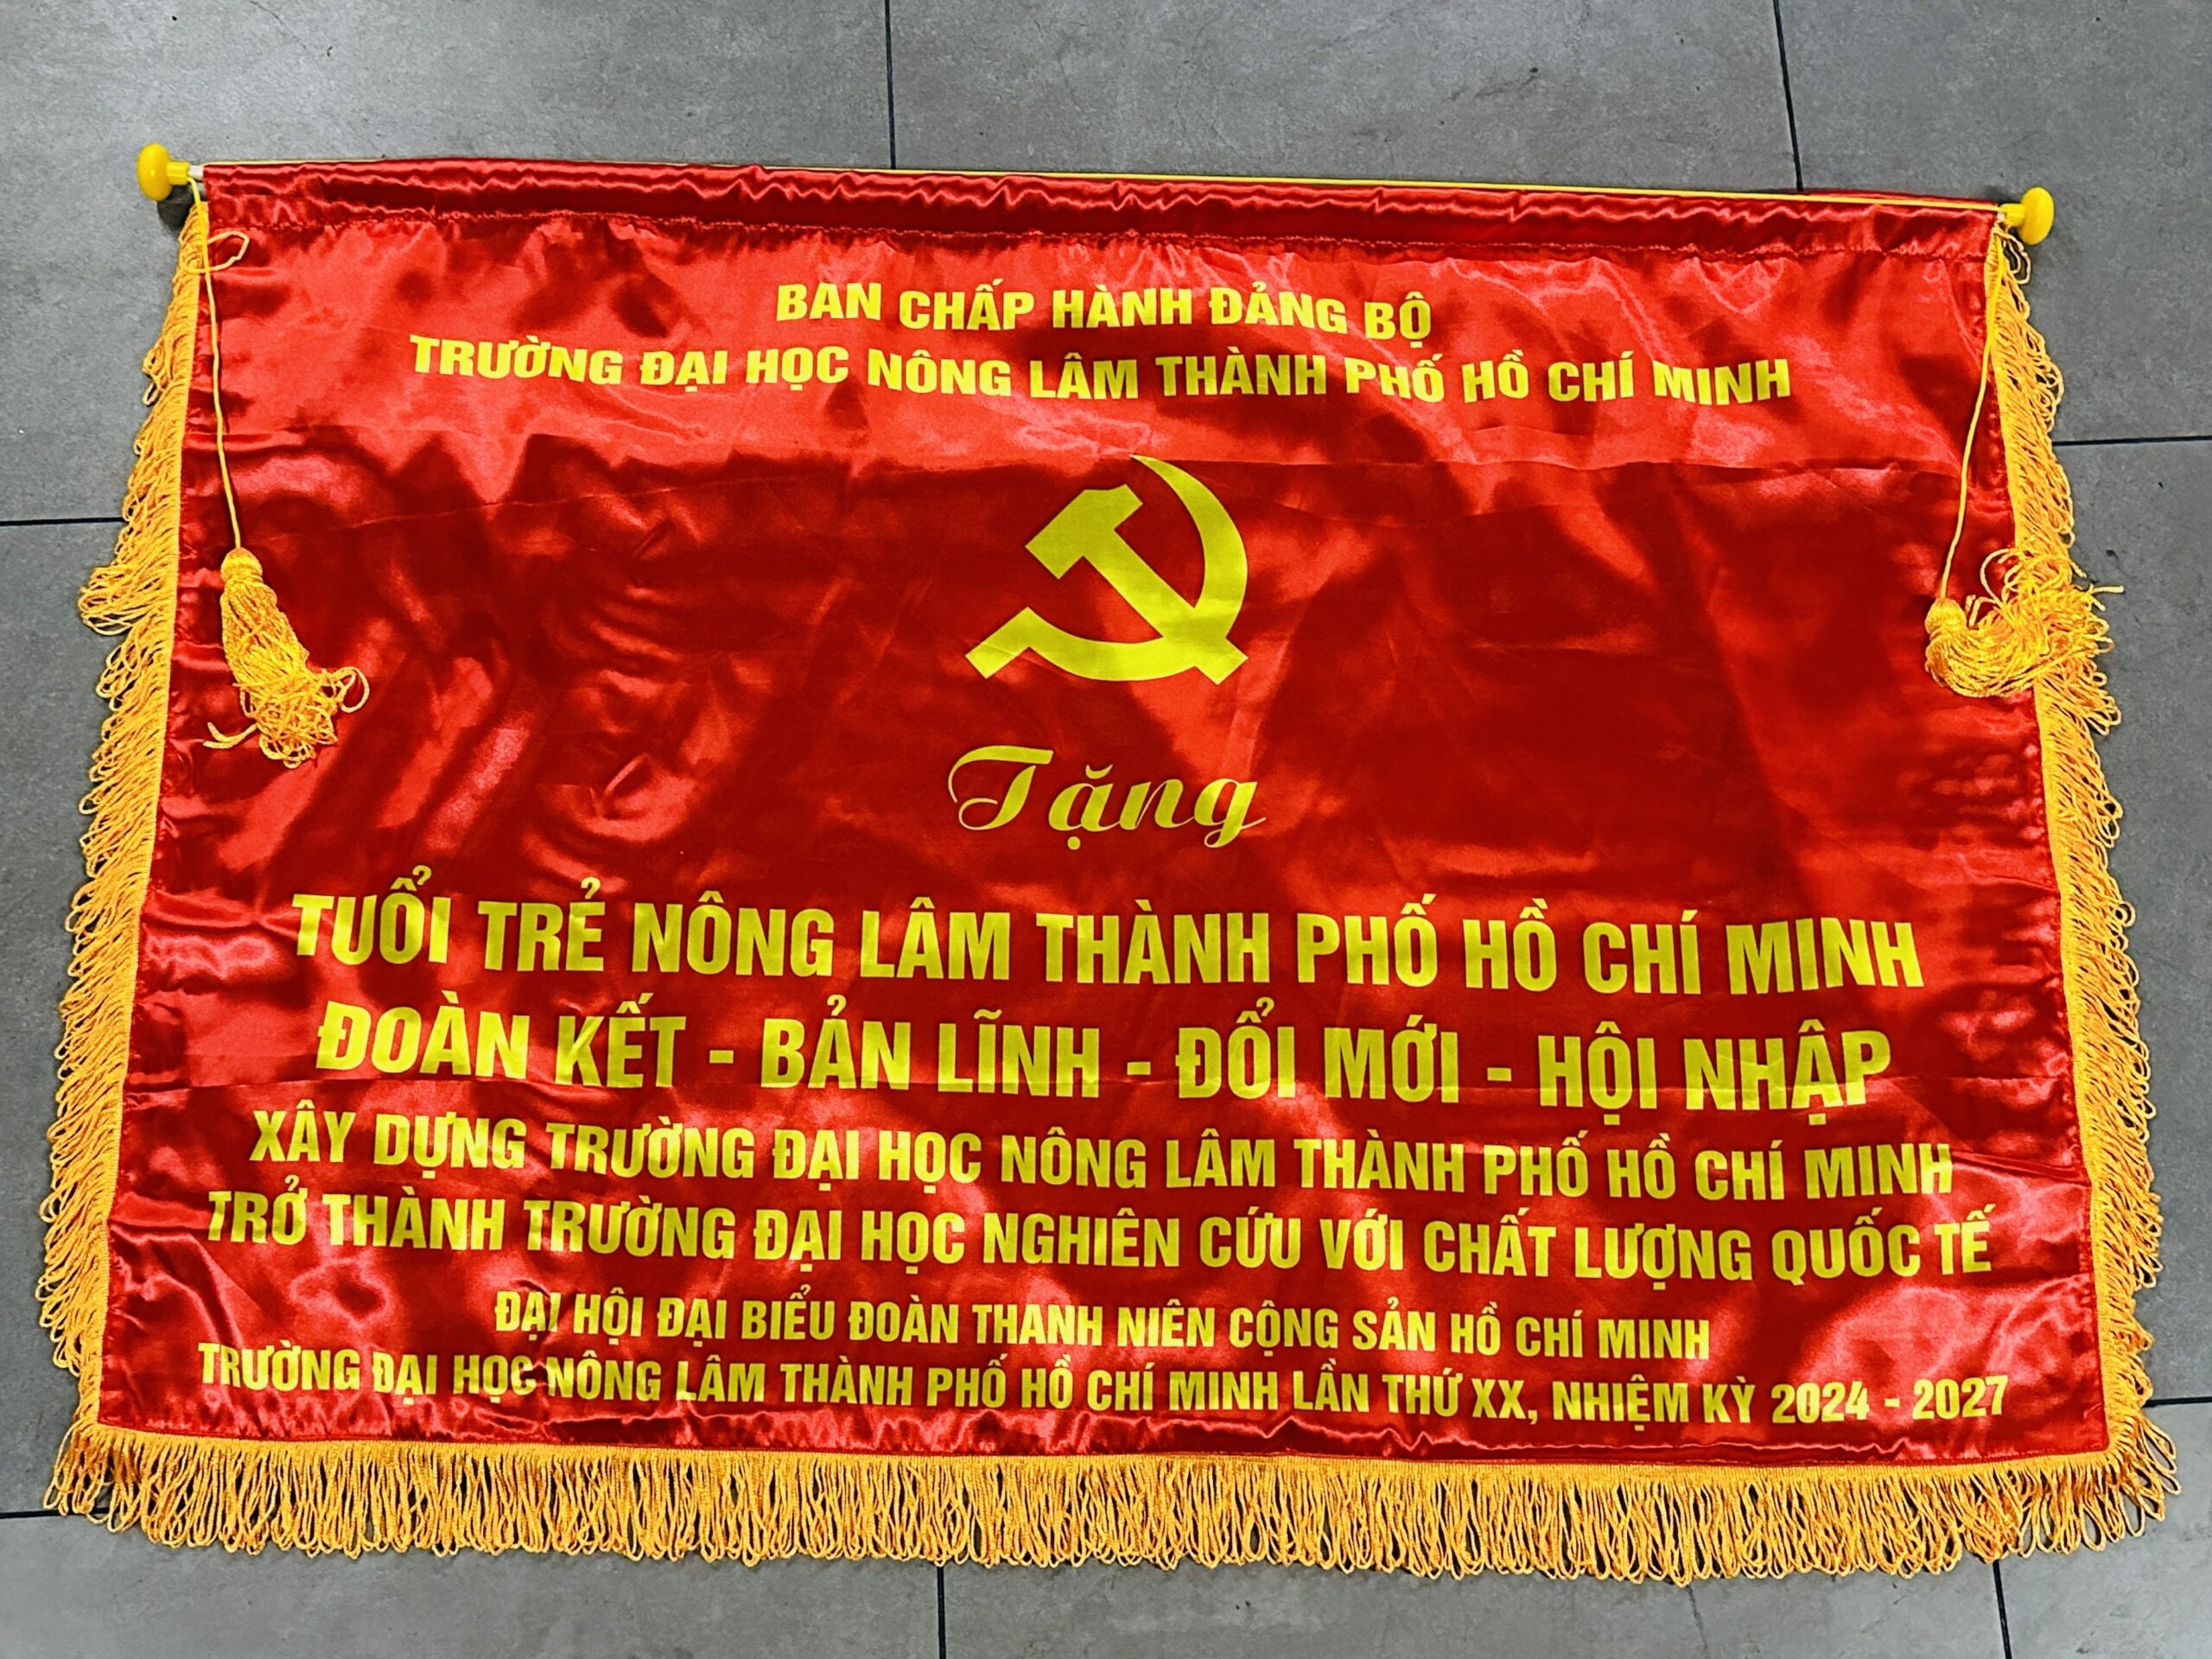 BAN CHẤP HÀNH ĐẢNG BỘ
TRƯỜNG ĐẠI HỌC NÔNG LÂM THÀNH PHỐ HỒ CHÍ MINH
Tặng
TUỔI TRẺ NÔNG LÂM THÀNH PHỐ HỒ CHÍ MINH
ĐOÀN KẾT - BẢN LĨNH - ĐỔI MỚI - HỘI NHẬP
XÂY DỰNG TRƯỜNG ĐẠI HỌC NÔNG LÂM THÀNH PHỐ HỒ CHÍ MINH
TRỞ THÀNH TRƯỜNG ĐẠI HỌC NGHIÊN CỨU VỚI CHẤT LƯỢNG QUỐC TẾ
ĐẠI HỘI ĐẠI BIỂU ĐOÀN THANH NIÊN CỘNG SẢN HỒ CHÍ MINH
TRƯỜNG ĐẠI HỌC NÔNG LÂM THÀNH PHỐ HỒ CHÍ MINH LẦN THỨ XX, NHIỆM KỲ 2024 - 2027